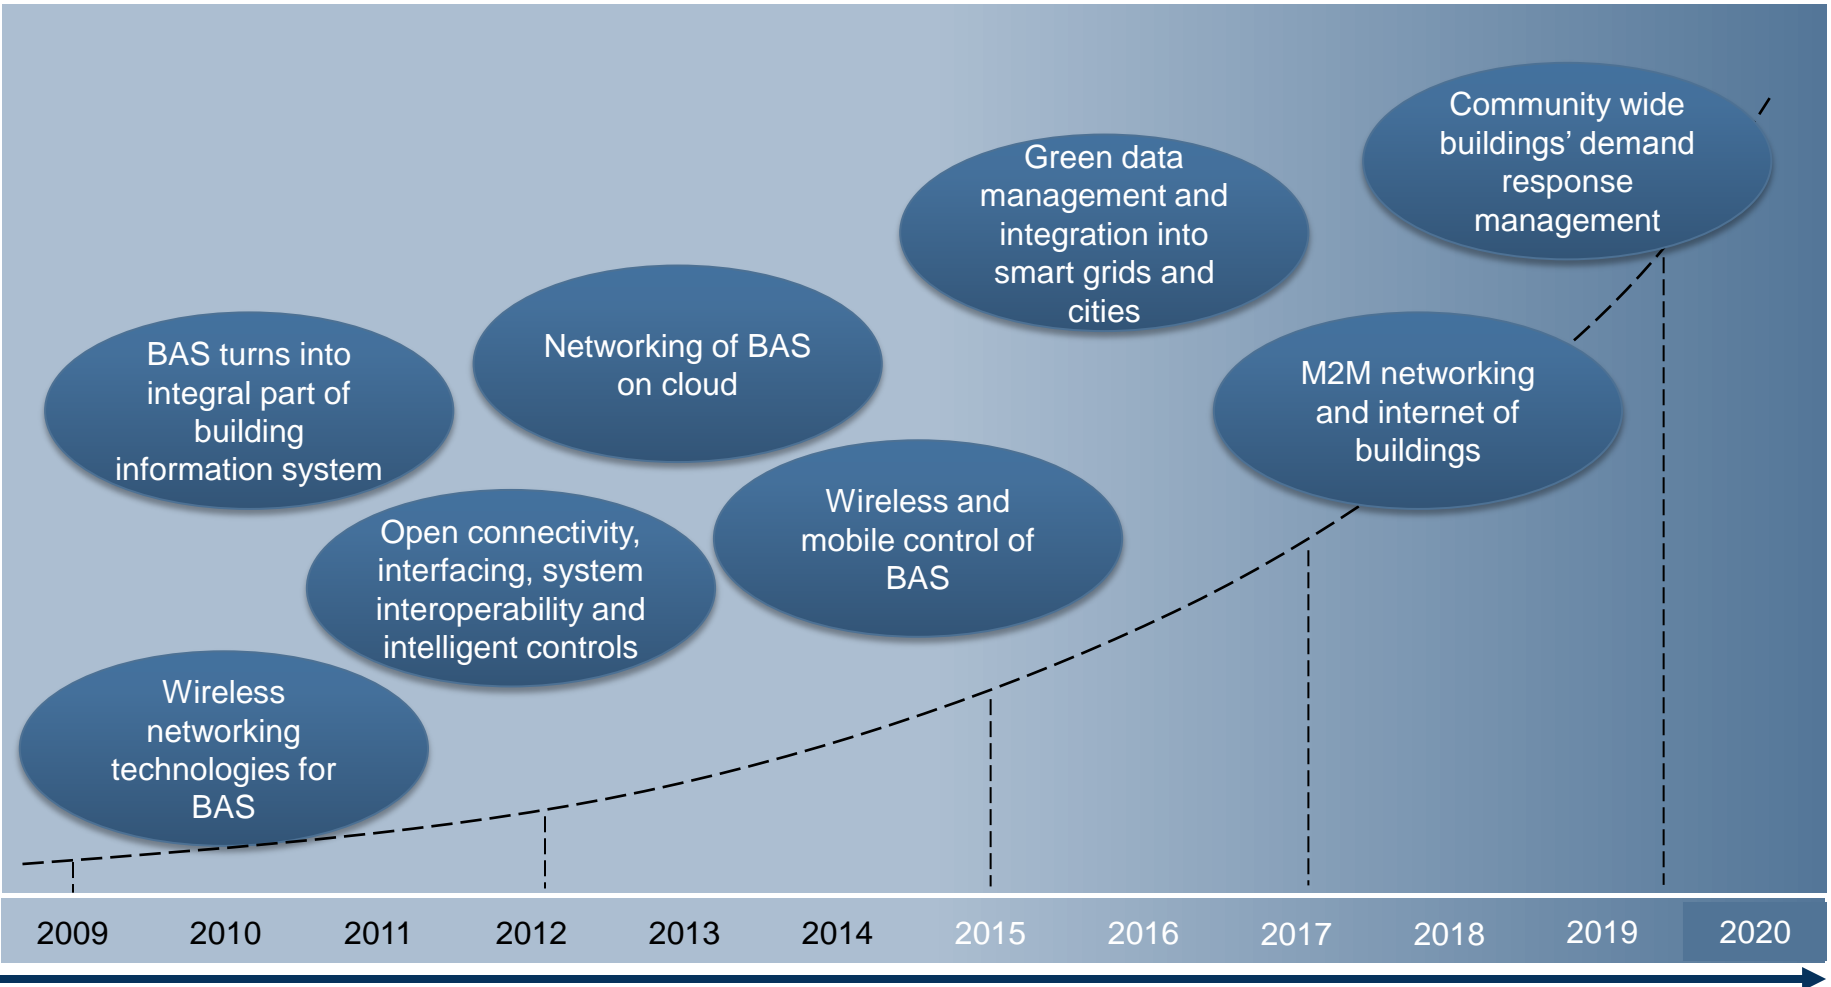 Community wide
buildings’ demand
response
management
Green data
management and
integration into
smart grids and
cities
Networking of BAS
on cloud
BAS turns into
integral part of
building
information system
M2M networking
and internet of
buildings
Wireless and
mobile control of
BAS
Open connectivity,
interfacing, system
interoperability and
intelligent controls
Wireless
networking
technologies for
BAS
2009 2010 2011 2012 2013 2014 2015 2016 2017 2018 2019 2020